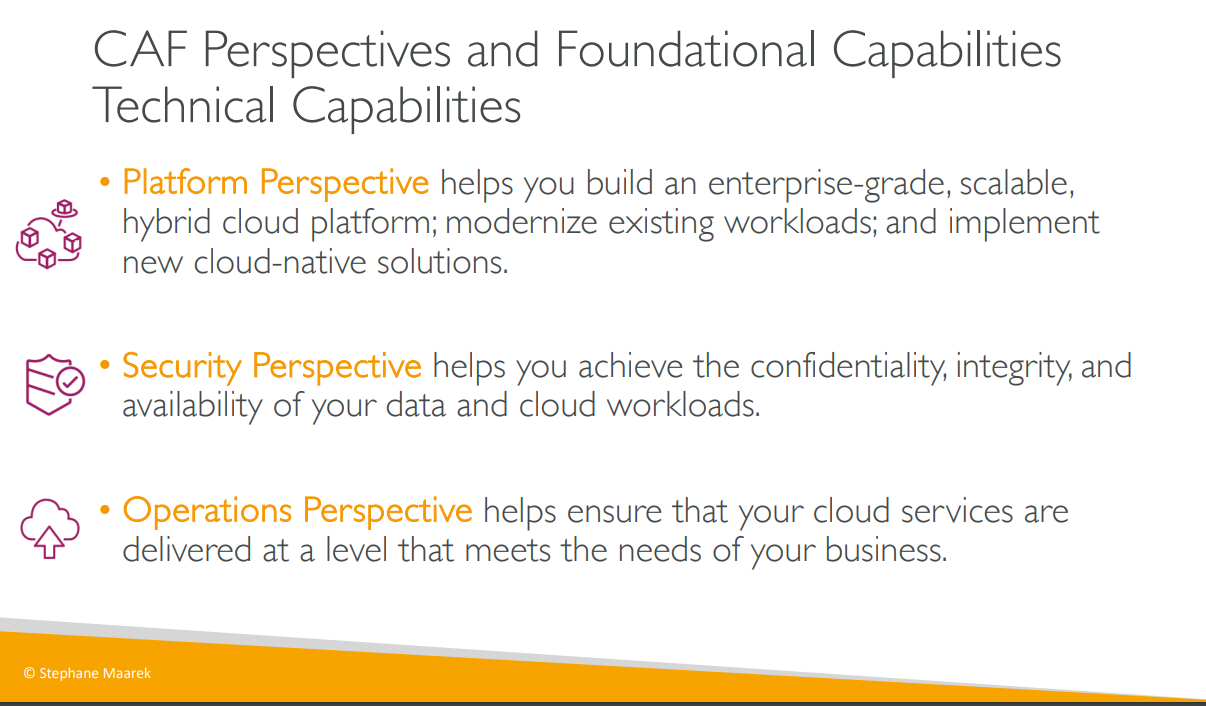 CAF Perspectives and Foundational Capabilities
Technical Capabilities
• Platform Perspective helps you build an enterprise-grade, scalable,
hybrid cloud platform; modernize existing workloads; and implement
new cloud-native solutions.
• Security Perspective helps you achieve the confidentiality, integrity, and
availability of your data and cloud workloads.
• Operations Perspective helps ensure that your cloud services are
delivered at a level that meets the needs of your business.
© Stephane Maarek